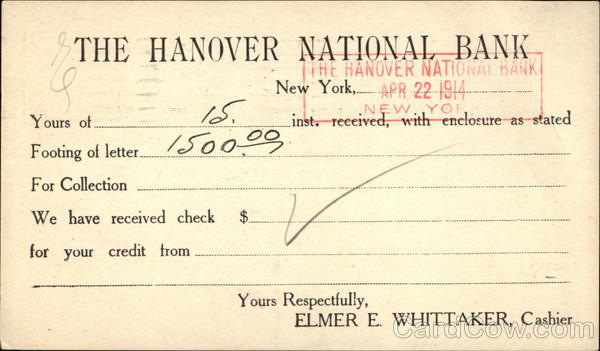 THE HANOVER NATIONAL BANK
THE HANOVER NATIONAL BANK
New York, APR 22 1914
NEW YORK
Yours of 15. inst. received, with enclosure as stated
Footing of letter 1500.00
For Collection
We have received check $
for your credit from
Yours Respectfully,
ELMER E. WHITTAKER, Cashier
CardCow.com